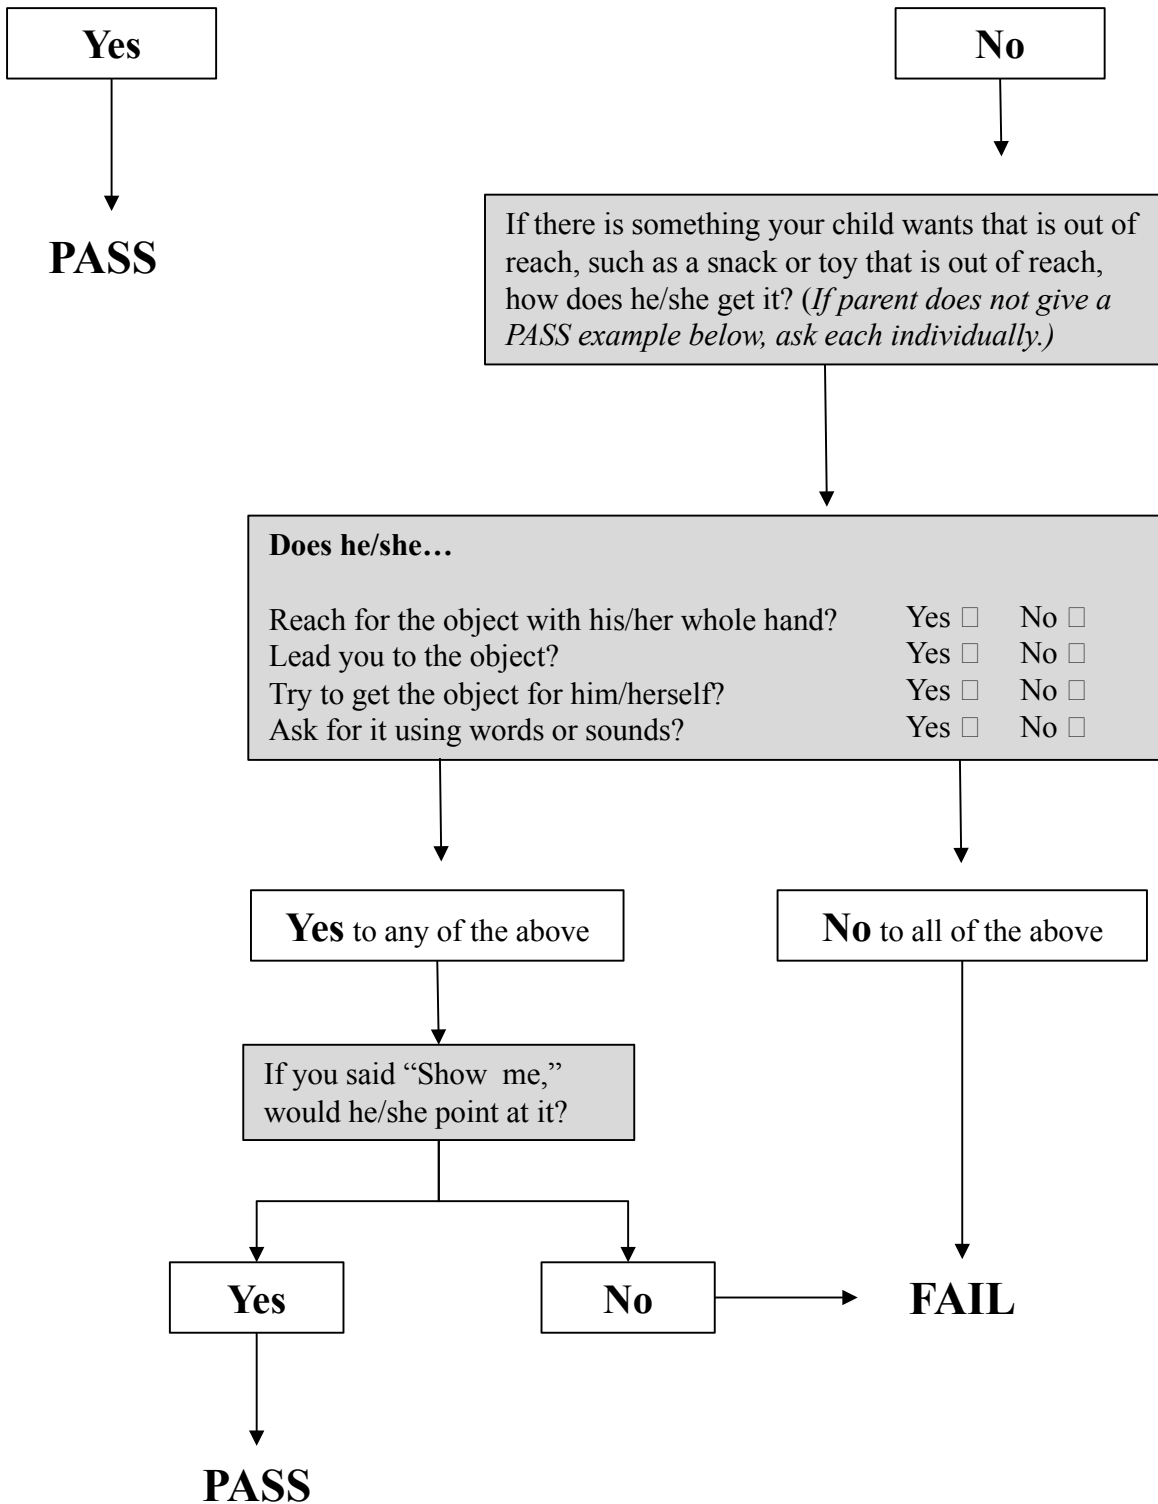 Yes
No
PASS
If there is something your child wants that is out of
reach, such as a snack or toy that is out of reach,
how does he/she get it? (If parent does not give a
PASS example below, ask each individually.)
Does he/she…
Reach for the object with his/her whole hand? Yes □ No □
Lead you to the object? Yes □ No □
Try to get the object for him/herself? Yes □ No □
Ask for it using words or sounds? Yes □ No □
Yes to any of the above
No to all of the above
If you said “Show me,”
would he/she point at it?
Yes
No
FAIL
PASS